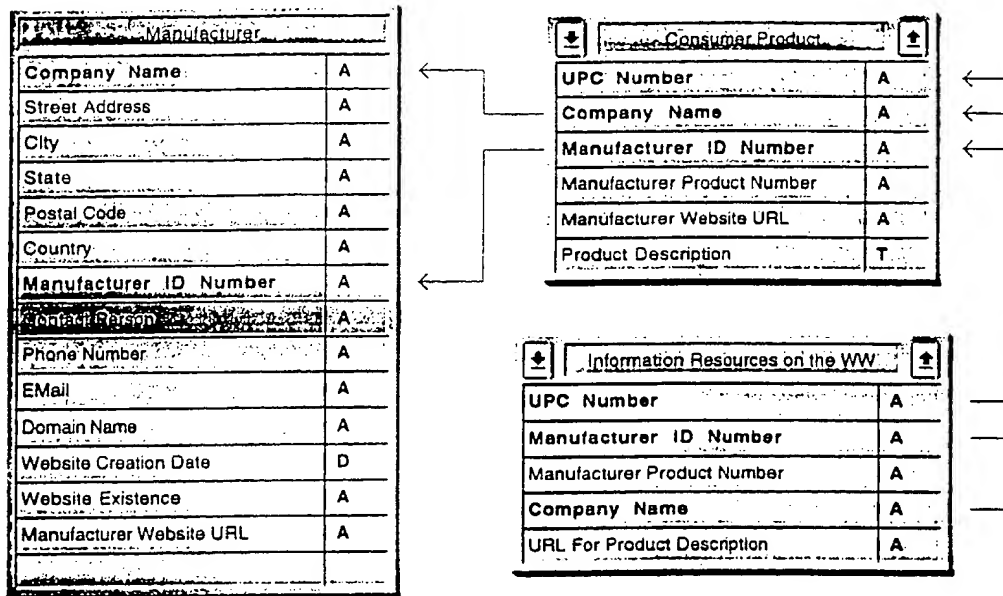 Manufacturer
Company Name A
Street Address A
City A
State A
Postal Code A
Country A
Manufacturer ID Number A
Contact Person A
Phone Number A
EMail A
Domain Name A
Website Creation Date D
Website Existence A
Manufacturer Website URL A
Consumer Product
UPC Number A
Company Name A
Manufacturer ID Number A
Manufacturer Product Number A
Manufacturer Website URL A
Product Description T
Information Resources on the WW
UPC Number A
Manufacturer ID Number A
Manufacturer Product Number A
Company Name A
URL For Product Description A